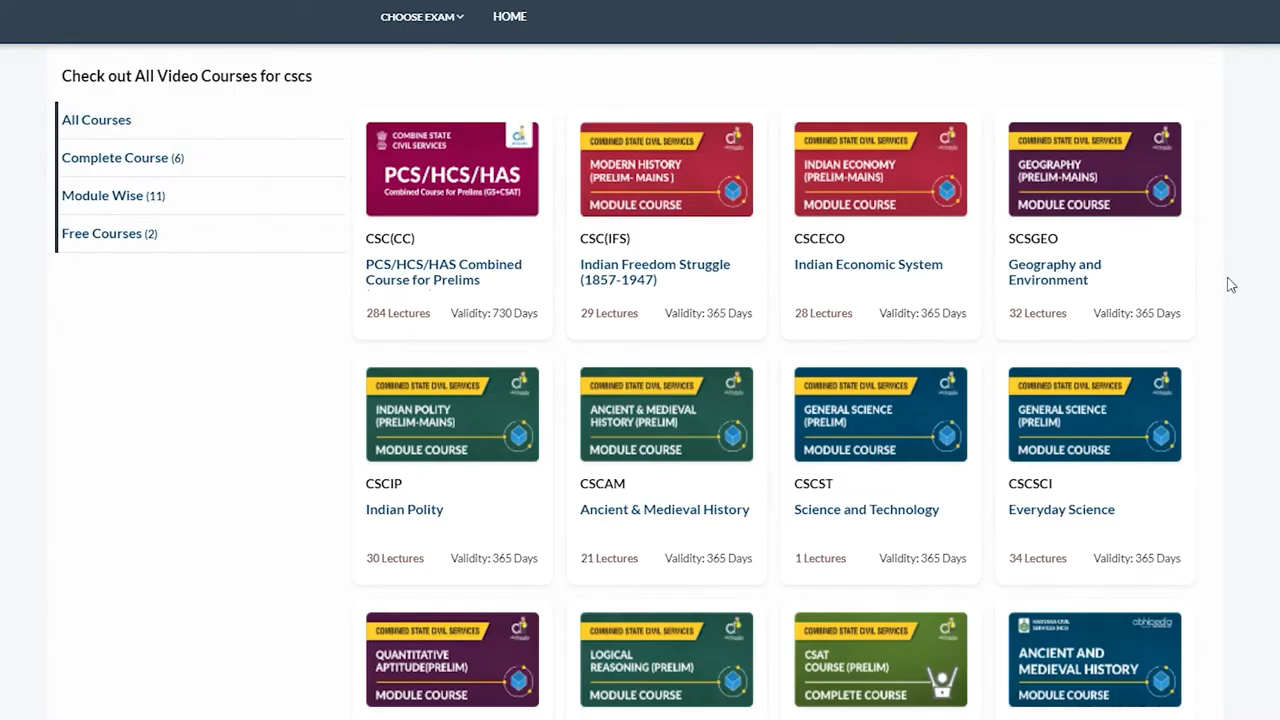 CHOOSE EXAM
HOME
Check out All Video Courses for cscs
All Courses
Complete Course (6)
Module Wise (11)
Free Courses (2)
COMBINE STATE
CIVIL SERVICES
PCS/HCS/HAS
Combined Course for Prelims (GS+CSAT)
CSC(CC)
PCS/HCS/HAS Combined
Course for Prelims
284 Lectures
Validity: 730 Days
COMBINED STATE CIVIL SERVICES
MODERN HISTORY
(PRELIM- MAINS )
MODULE COURSE
CSC(IFS)
Indian Freedom Struggle
(1857-1947)
29 Lectures
Validity: 365 Days
COMBINED STATE CIVIL SERVICES
INDIAN ECONOMY
(PRELIM-MAINS)
MODULE COURSE
CSCECO
Indian Economic System
28 Lectures
Validity: 365 Days
COMBINED STATE CIVIL SERVICES
GEOGRAPHY
(PRELIM-MAINS)
MODULE COURSE
SCSGEO
Geography and
Environment
32 Lectures
Validity: 365 Days
COMBINED STATE CIVIL SERVICES
INDIAN POLITY
(PRELIM-MAINS)
MODULE COURSE
CSCIP
Indian Polity
30 Lectures
Validity: 365 Days
COMBINED STATE CIVIL SERVICES
ANCIENT & MEDIEVAL
HISTORY (PRELIM)
MODULE COURSE
CSCAM
Ancient & Medieval History
21 Lectures
Validity: 365 Days
COMBINED STATE CIVIL SERVICES
GENERAL SCIENCE
(PRELIM)
MODULE COURSE
CSCST
Science and Technology
1 Lectures
Validity: 365 Days
COMBINED STATE CIVIL SERVICES
GENERAL SCIENCE
(PRELIM)
MODULE COURSE
CSCSCI
Everyday Science
34 Lectures
Validity: 365 Days
COMBINED STATE CIVIL SERVICES
QUANTITATIVE
APTITUDE(PRELIM)
MODULE COURSE
COMBINED STATE CIVIL SERVICES
LOGICAL
REASONING (PRELIM)
MODULE COURSE
COMBINED STATE CIVIL SERVICES
CSAT
COURSE (PRELIM)
COMPLETE COURSE
HARYANA CIVIL
SERVICES (HCS)
abhipedia
ANCIENT AND
MEDIEVAL HISTORY
MODULE COURSE